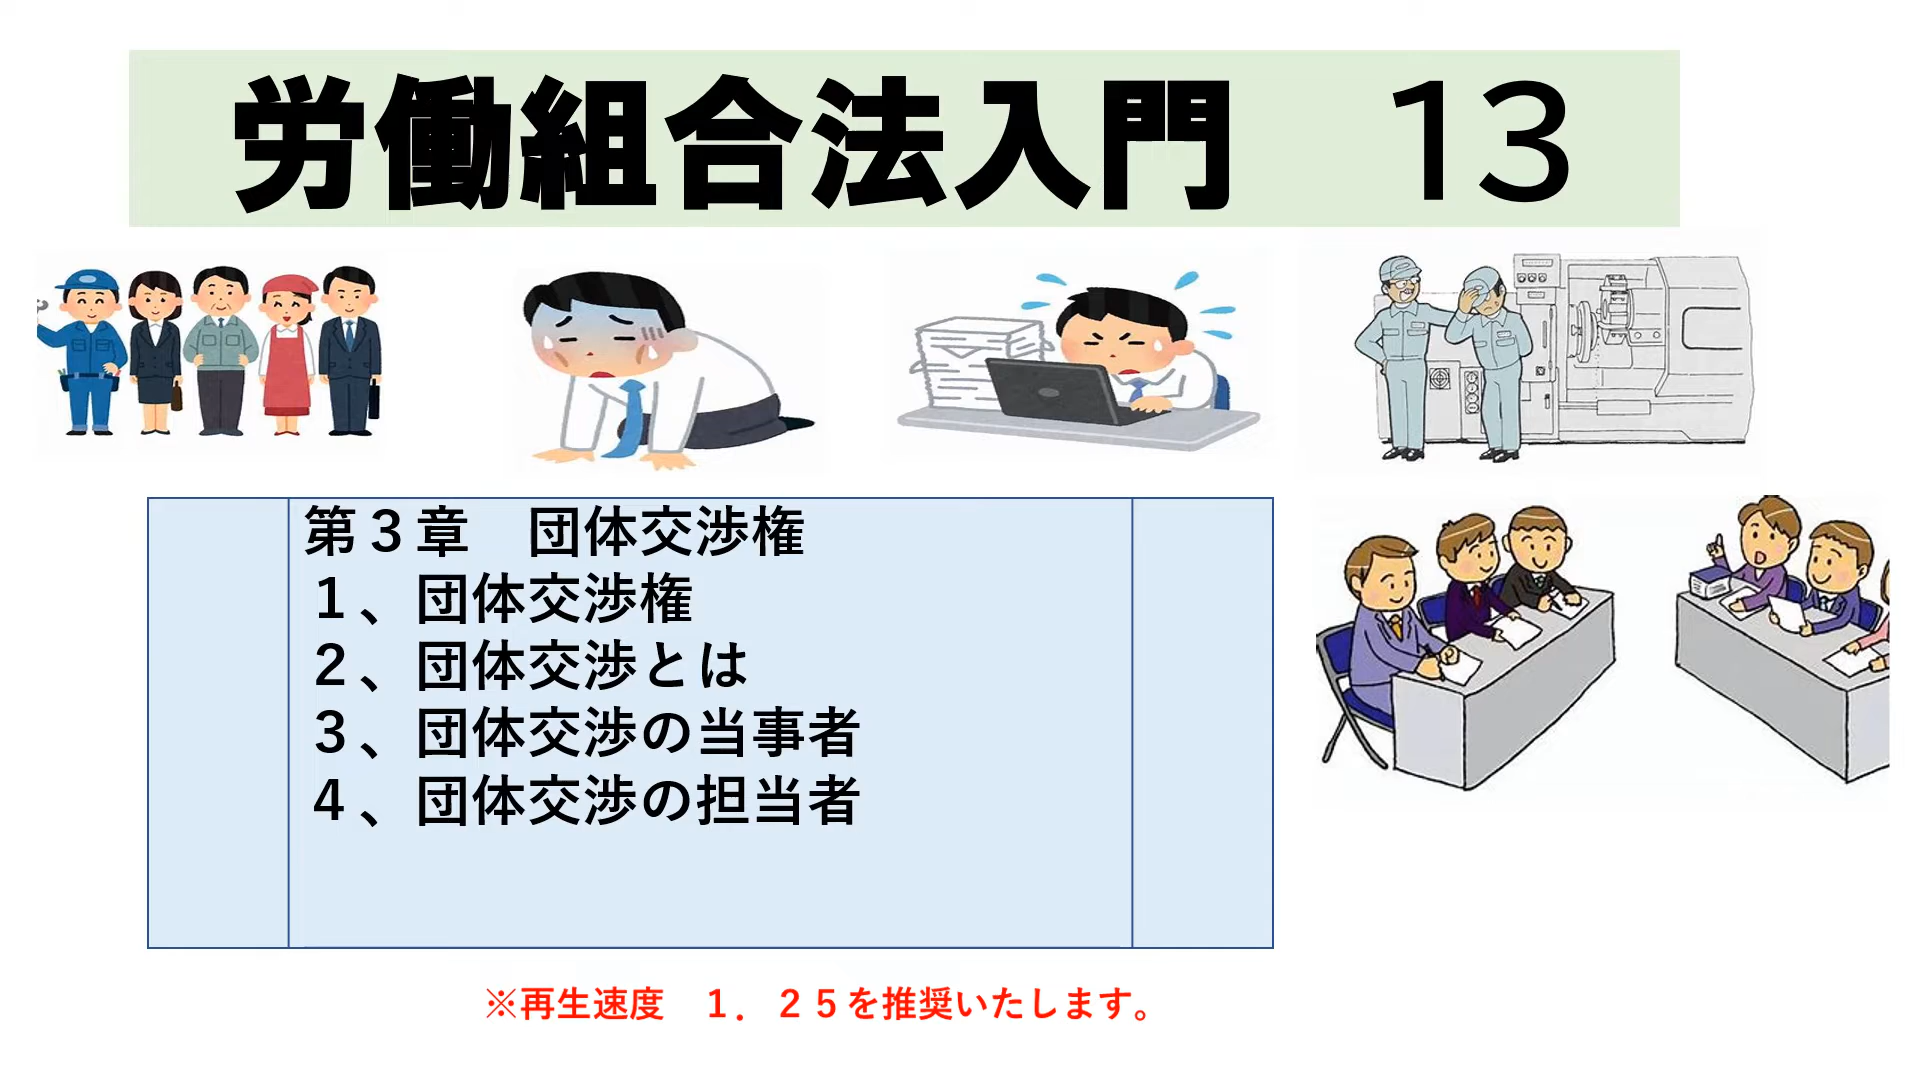 労働組合法入門　13
第３章　団体交渉権
１、団体交渉権
２、団体交渉とは
３、団体交渉の当事者
４、団体交渉の担当者
※再生速度　１．２５を推奨いたします。